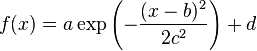 f(x) = a exp(−(x − b)²/2c²) + d